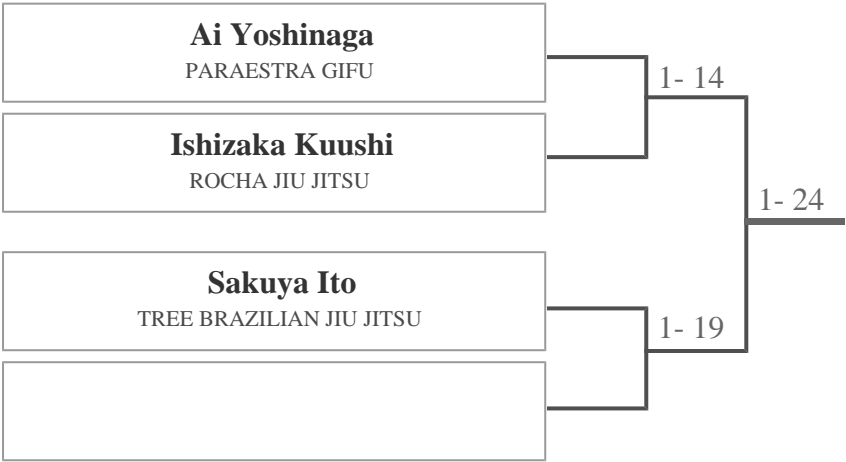 Ai Yoshinaga
PARAESTRA GIFU
1- 14
Ishizaka Kuushi
ROCHA JIU JITSU
1- 24
Sakuya Ito
TREE BRAZILIAN JIU JITSU
1- 19